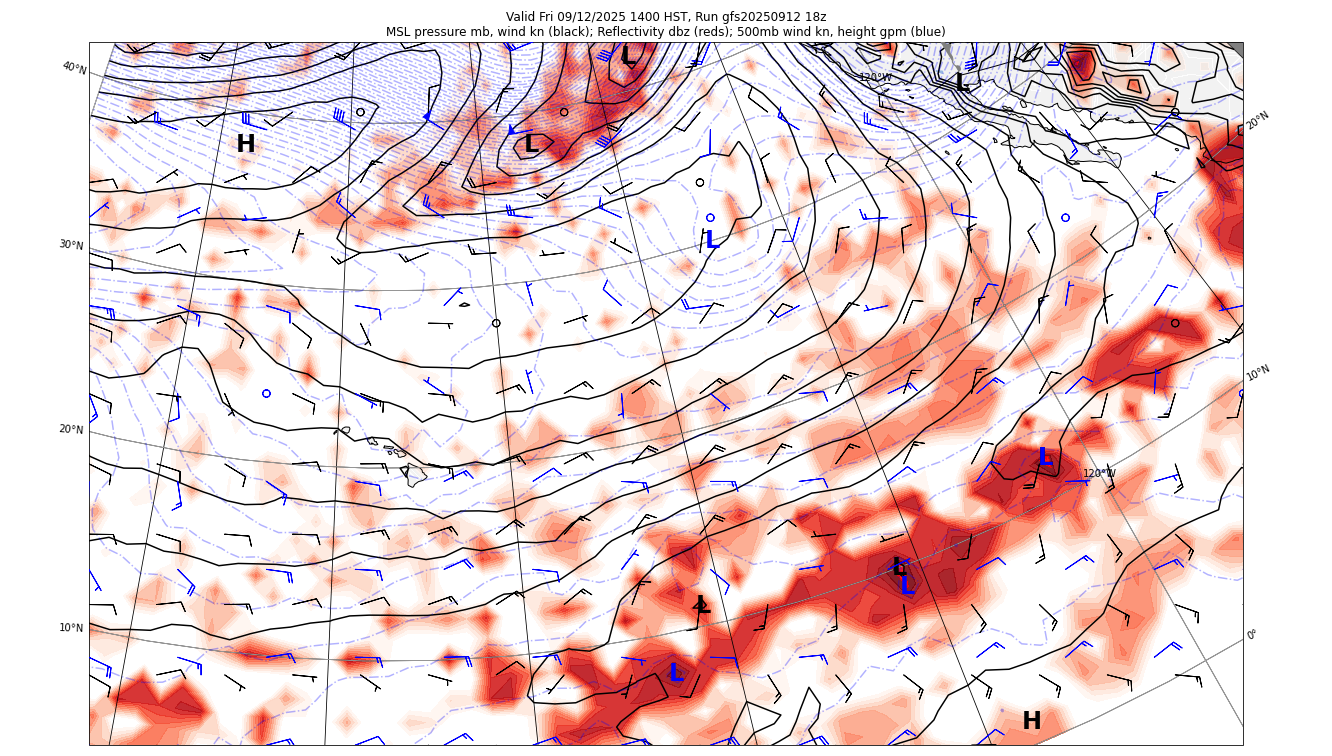 Valid Fri 09/12/2025 1400 HST, Run gfs20250912 18z
MSL pressure mb, wind kn (black); Reflectivity dbz (reds); 500mb wind kn, height gpm (blue)
L
40°N
120°W
L
20°N
H
L
L
30°N
10°N
20°N
L
120°W
L
L
L
10°N
0°
L
H